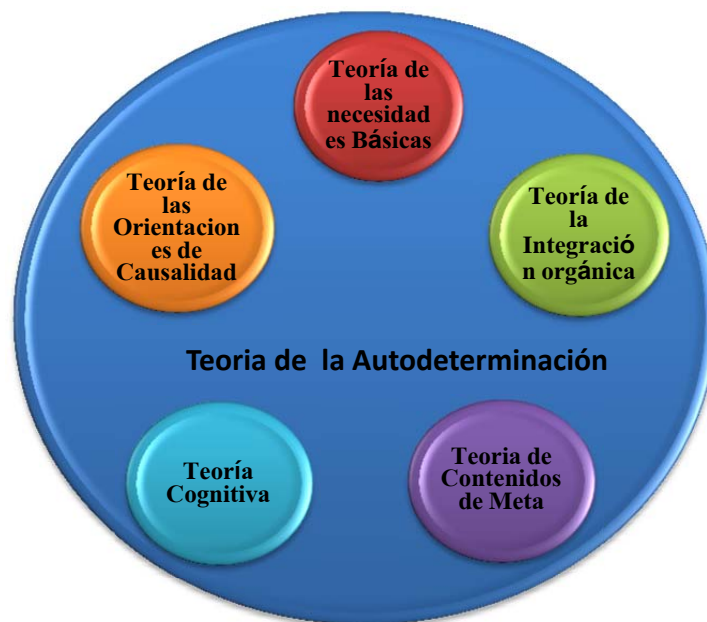 Teoría de
las
necesidad
es Básicas
Teoría de
las
Orientacion
es de
Causalidad
Teoría de
la
Integració
n orgánica
Teoria de la Autodeterminación
Teoría
Cognitiva
Teoria de
Contenidos
de Meta